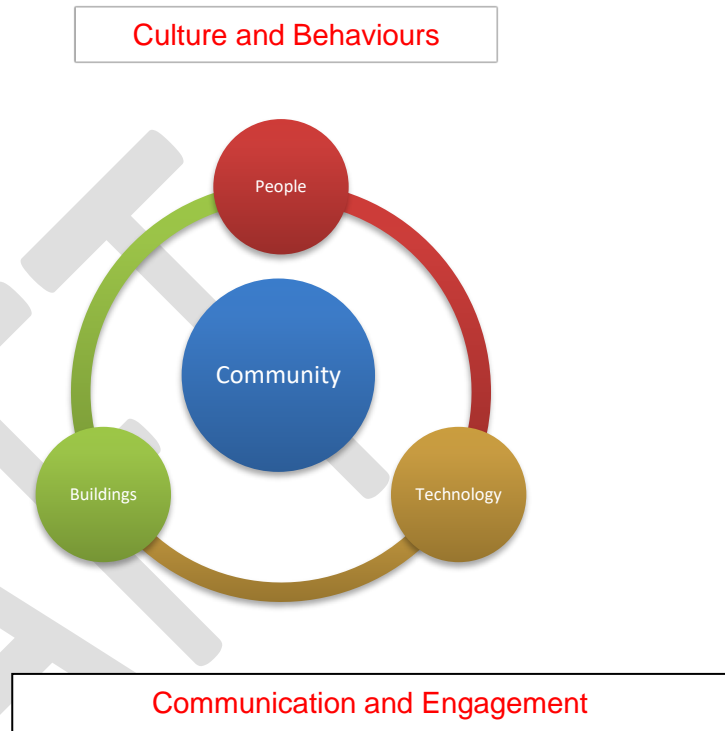 Culture and Behaviours
People
Community
Buildings
Technology
Communication and Engagement